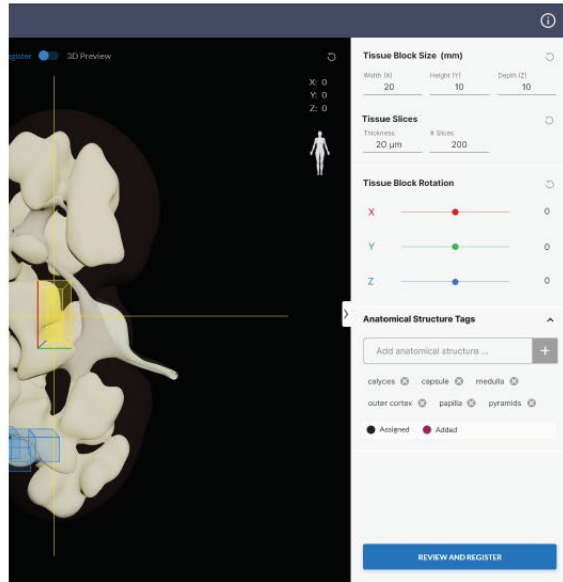 Register 3D Preview
X: 0
Y: 0
Z: 0
Tissue Block Size (mm)
Width (X) Height (Y) Depth (Z)
20 10 10
Tissue Slices
Thickness # Slices
20 µm 200
Tissue Block Rotation
X 0
Y 0
Z 0
Anatomical Structure Tags
Add anatomical structure ...
calyces capsule medulla
outer cortex papilla pyramids
Assigned Added
REVIEW AND REGISTER